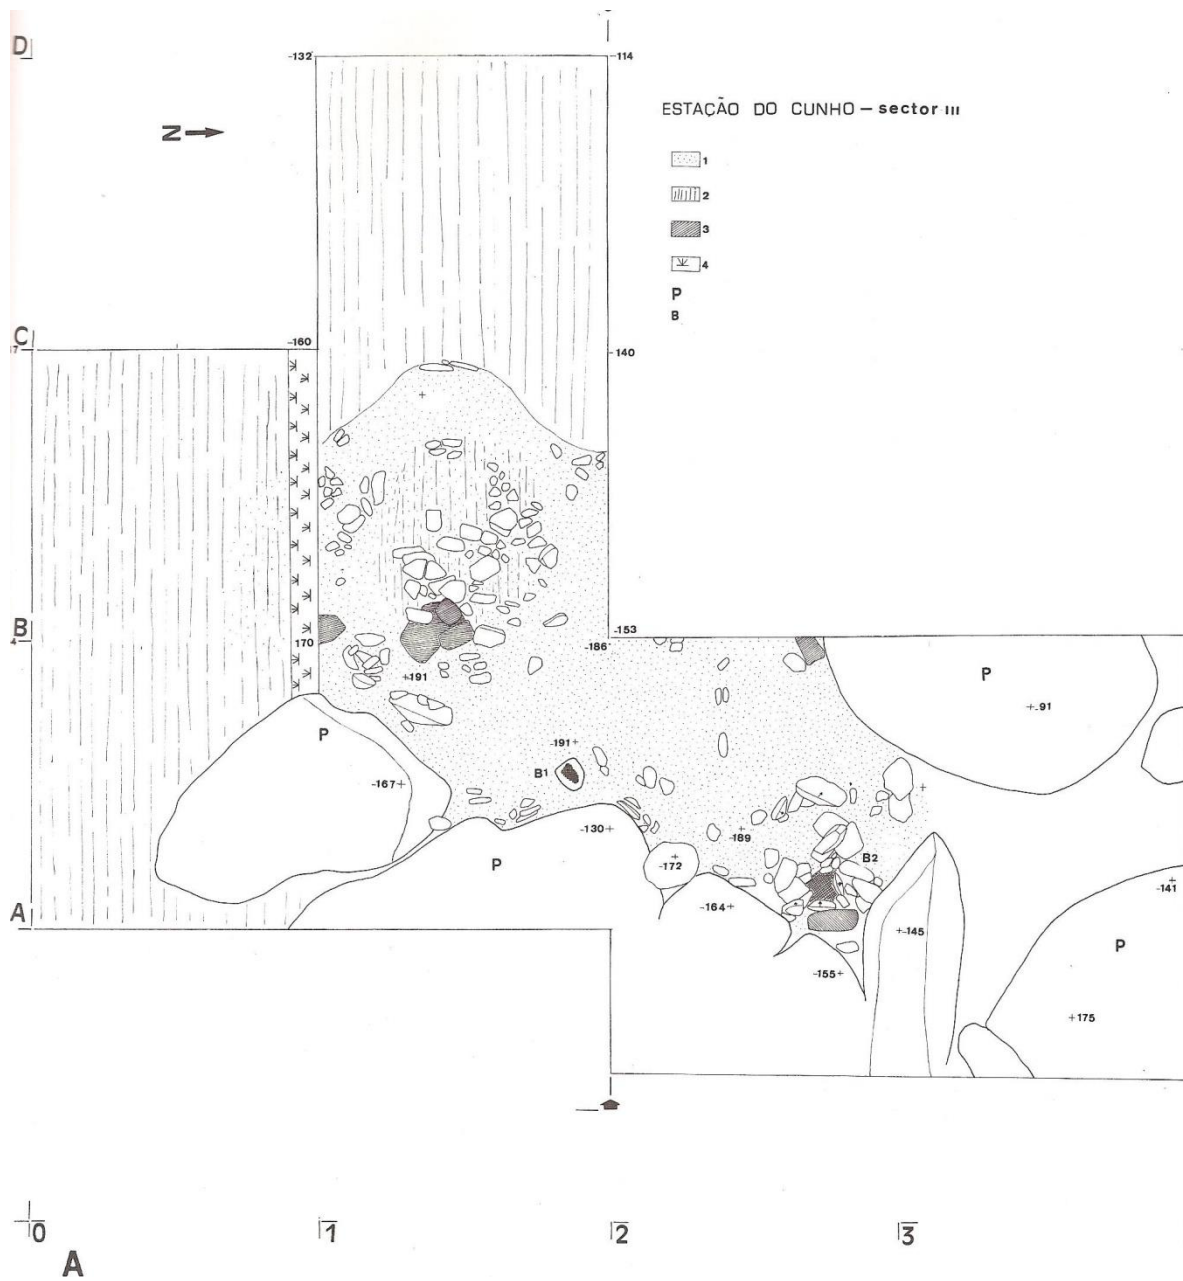 D
-132
-114
ESTAÇÃO DO CUNHO – sector III
N
1
2
3
4
P
B
C
-160
-140
B
4
170
-186
-153
+191
P
+-91
P
-191+
B1
-167+
-130+
+
-189
B2
P
+
-172
A
-164+
+
-141
+-145
P
-155+
+175
0
1
2
3
A